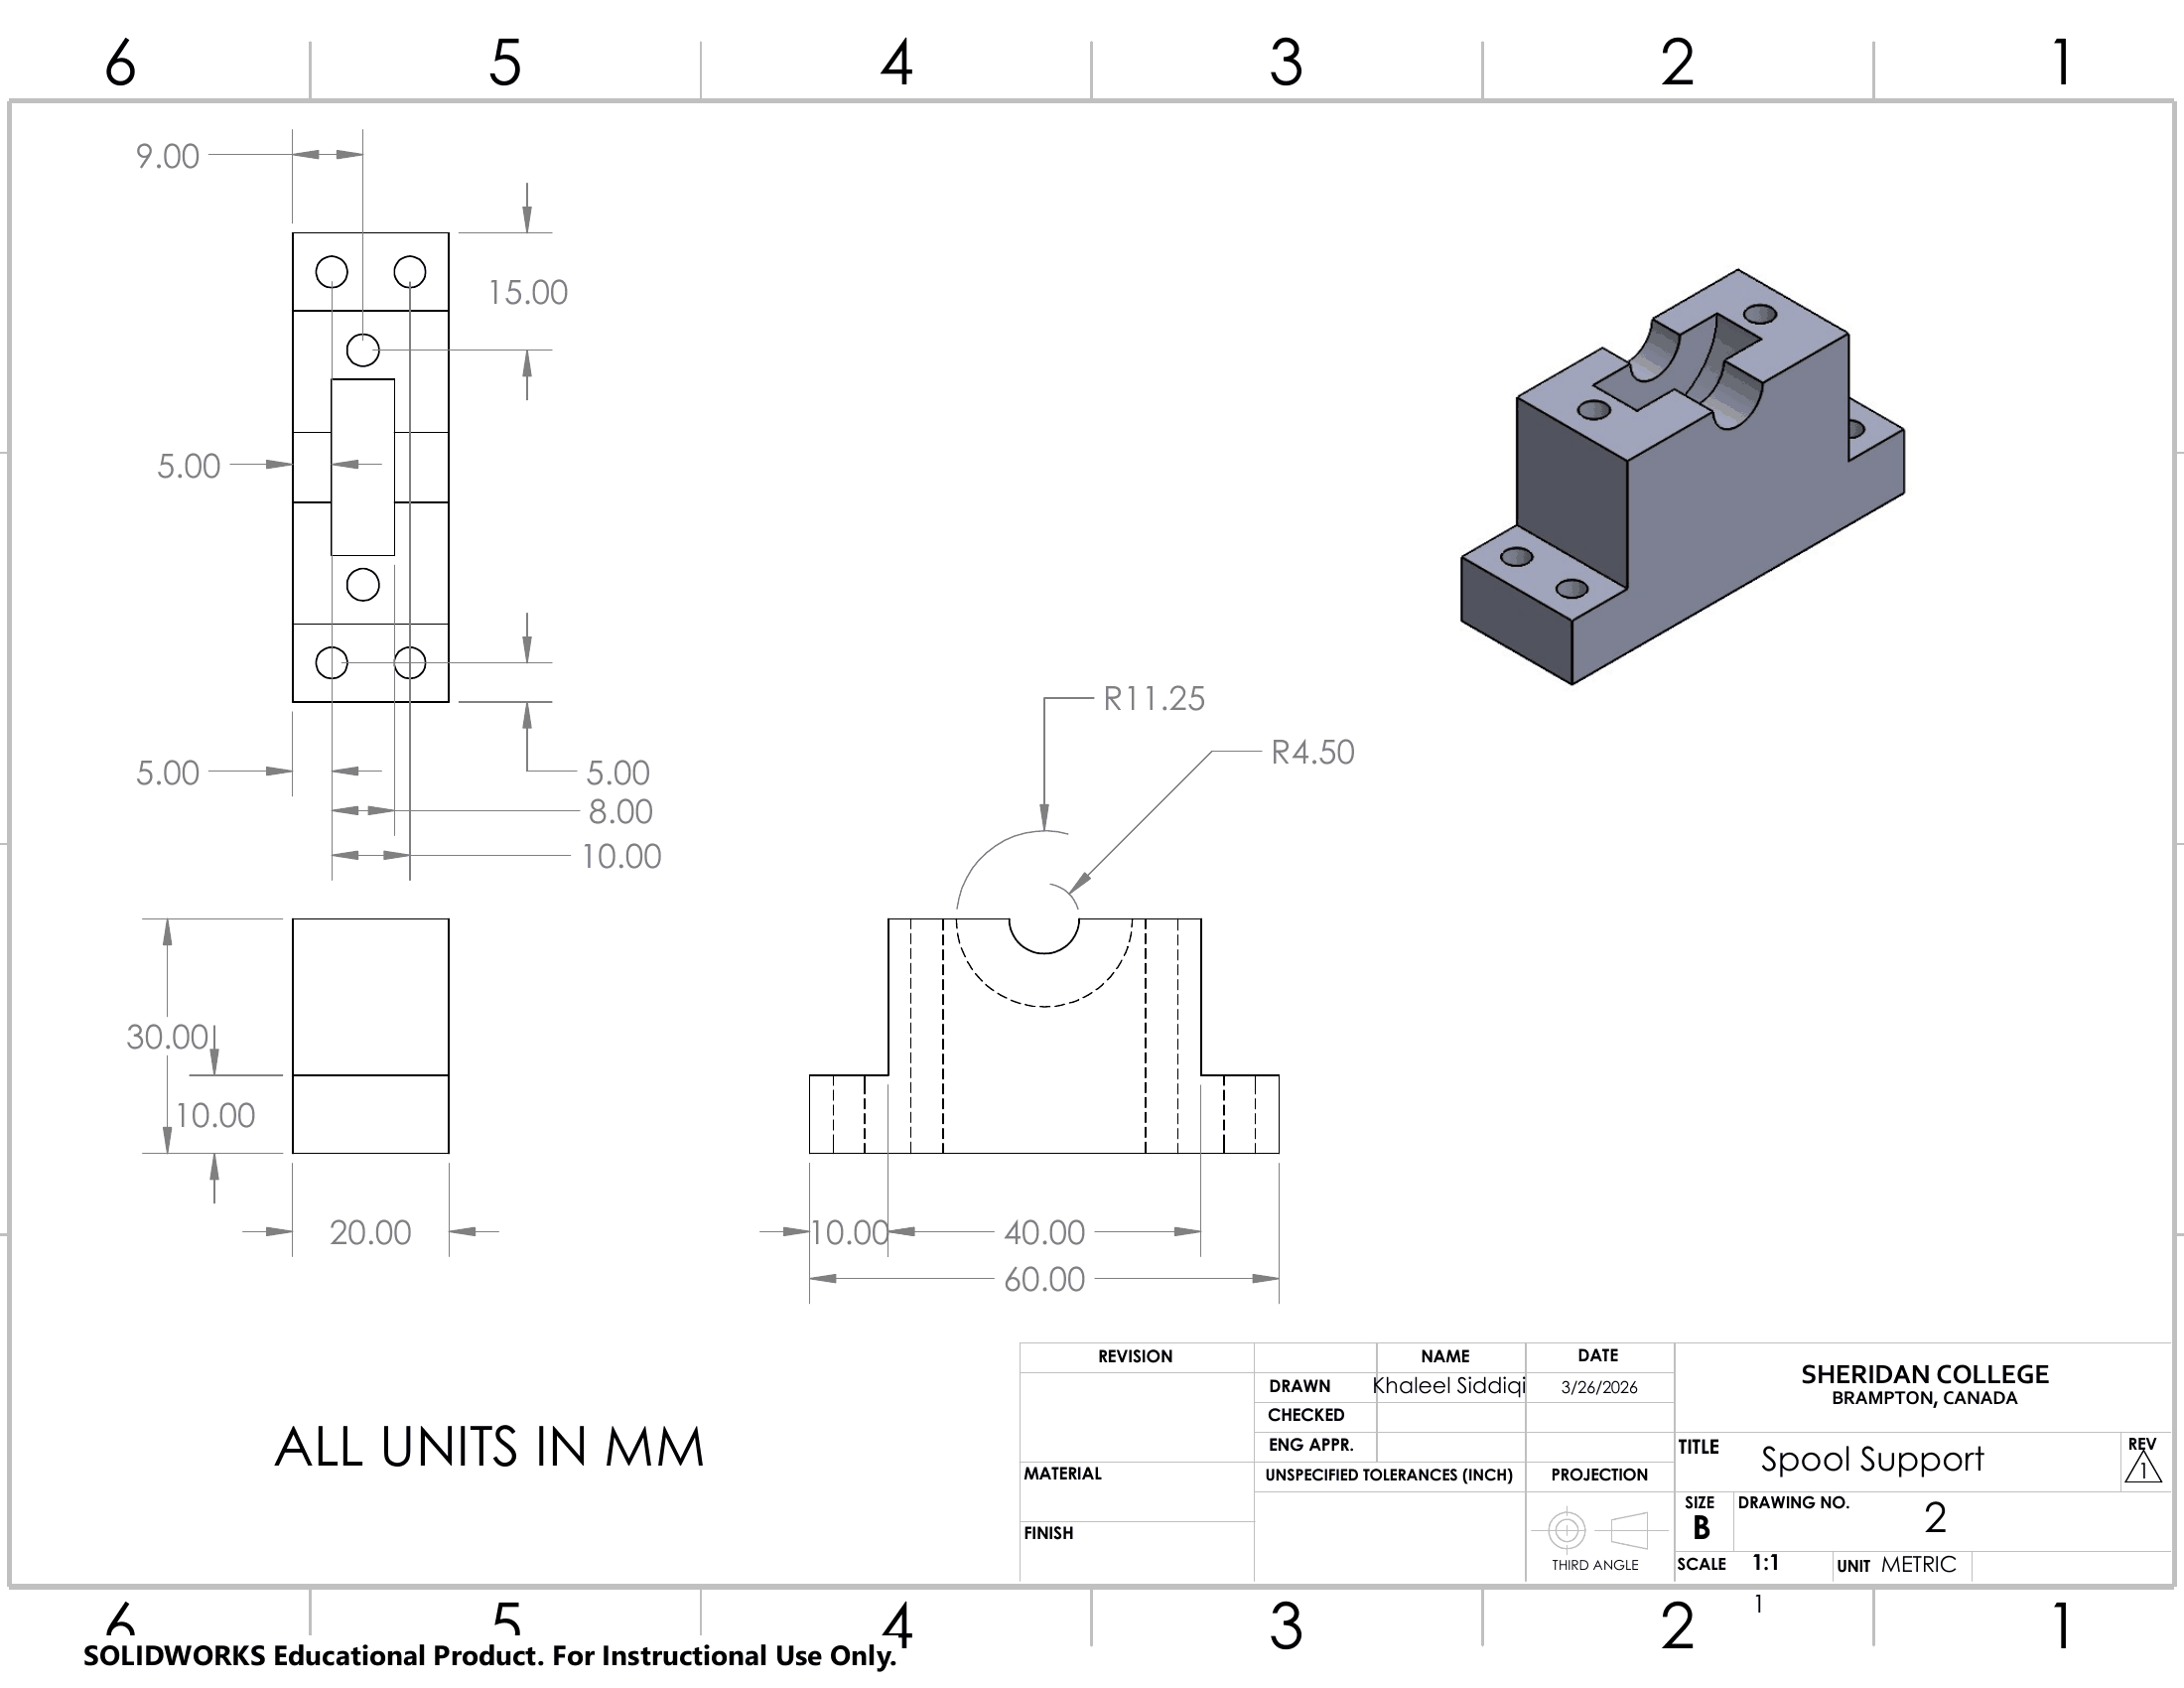 6 5 4 3 2 1
9.00
15.00
5.00
R11.25
R4.50
5.00 5.00
8.00
10.00
30.00
10.00
20.00 10.00 40.00
60.00
ALL UNITS IN MM
REVISION NAME DATE
DRAWN Khaleel Siddiqi 3/26/2026
CHECKED
ENG APPR.
MATERIAL UNSPECIFIED TOLERANCES (INCH) PROJECTION
FINISH
THIRD ANGLE
SHERIDAN COLLEGE
BRAMPTON, CANADA
TITLE Spool Support REV
1
SIZE DRAWING NO.
B 2
SCALE 1:1 UNIT METRIC
1
6 5 4 3 2 1
SOLIDWORKS Educational Product. For Instructional Use Only.